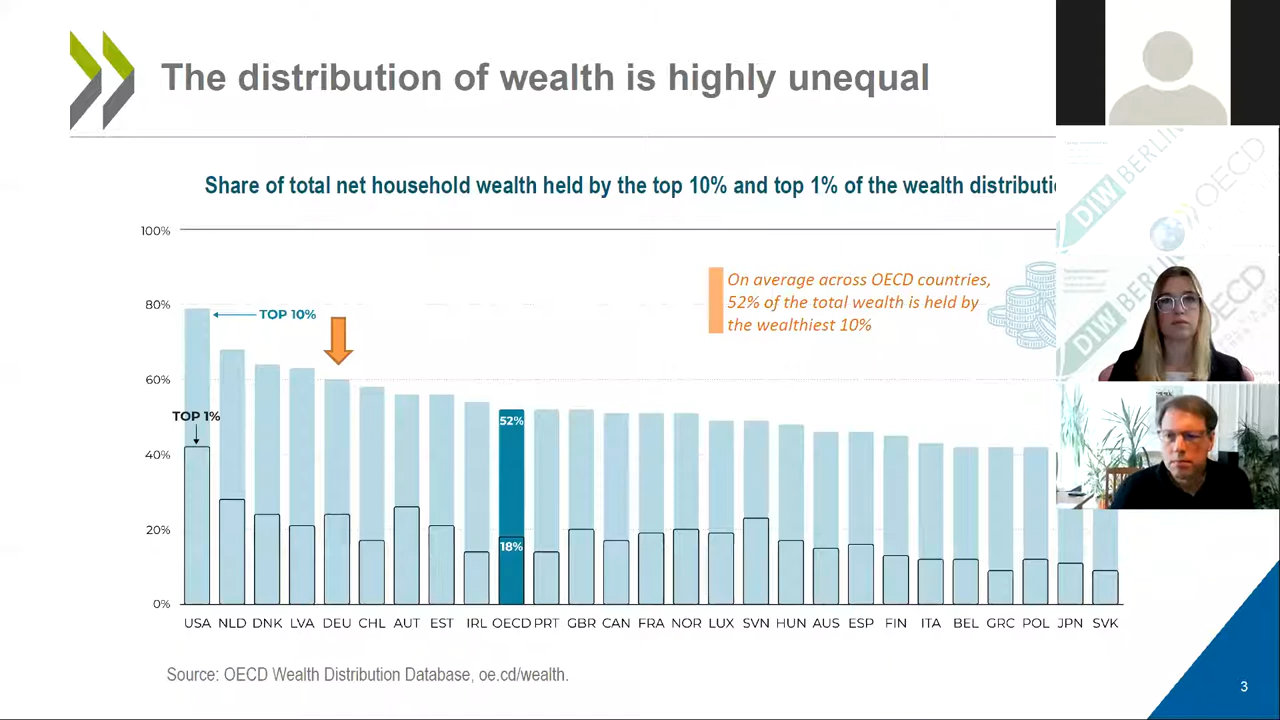 The distribution of wealth is highly unequal
Share of total net household wealth held by the top 10% and top 1% of the wealth
100%
80%
60%
40%
20%
0%
TOP 10%
TOP 1%
On average across OECD countries,
52% of the total wealth is held by
the wealthiest 10%
52%
18%
USA NLD DNK LVA DEU CHL AUT EST IRL OECD PRT GBR CAN FRA NOR LUX SVN HUN AUS ESP FIN ITA BEL GRC POL JPN SVK
Source: OECD Wealth Distribution Database, oe.cd/wealth.
3
DIW BERLIN
OECD
OECD